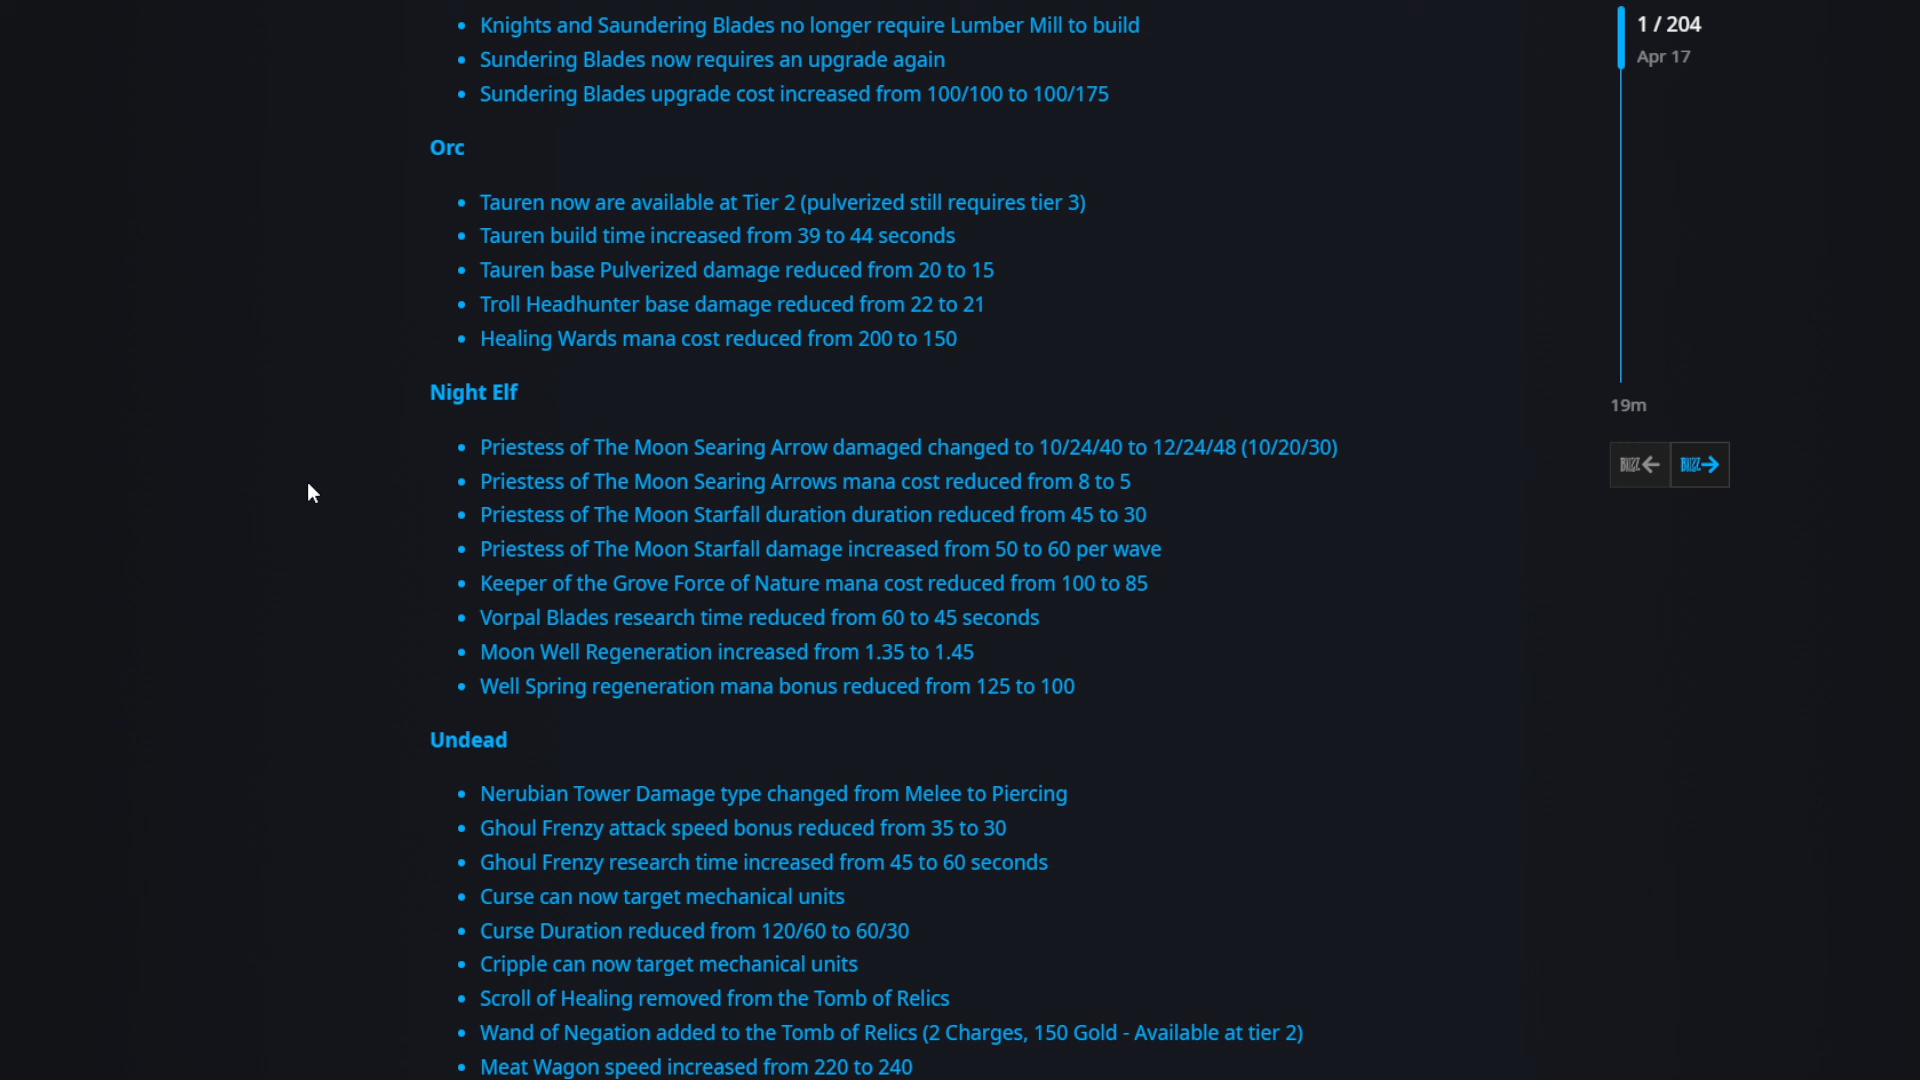 Knights and Saundering Blades no longer require Lumber Mill to build
Sundering Blades now requires an upgrade again
Sundering Blades upgrade cost increased from 100/100 to 100/175
Orc
Tauren now are available at Tier 2 (pulverized still requires tier 3)
Tauren build time increased from 39 to 44 seconds
Tauren base Pulverized damage reduced from 20 to 15
Troll Headhunter base damage reduced from 22 to 21
Healing Wards mana cost reduced from 200 to 150
Night Elf
Priestess of The Moon Searing Arrow damaged changed to 10/24/40 to 12/24/48 (10/20/30)
Priestess of The Moon Searing Arrows mana cost reduced from 8 to 5
Priestess of The Moon Starfall duration duration reduced from 45 to 30
Priestess of The Moon Starfall damage increased from 50 to 60 per wave
Keeper of the Grove Force of Nature mana cost reduced from 100 to 85
Vorpal Blades research time reduced from 60 to 45 seconds
Moon Well Regeneration increased from 1.35 to 1.45
Well Spring regeneration mana bonus reduced from 125 to 100
Undead
Nerubian Tower Damage type changed from Melee to Piercing
Ghoul Frenzy attack speed bonus reduced from 35 to 30
Ghoul Frenzy research time increased from 45 to 60 seconds
Curse can now target mechanical units
Curse Duration reduced from 120/60 to 60/30
Cripple can now target mechanical units
Scroll of Healing removed from the Tomb of Relics
Wand of Negation added to the Tomb of Relics (2 Charges, 150 Gold - Available at tier 2)
Meat Wagon speed increased from 220 to 240
1 / 204
Apr 17
19m
BLIZZ
BLIZZ